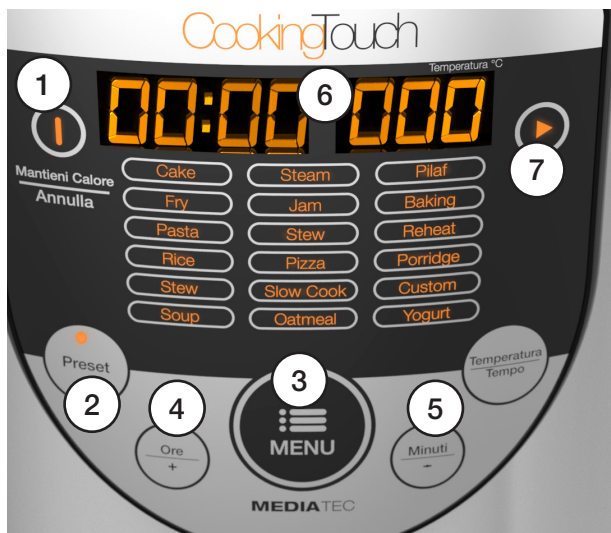 CookingTouch
Temperatura °C
1
00:00
6
000
7
Mantieni Calore
Annulla
Cake
Steam
Pilaf
Fry
Jam
Baking
Pasta
Stew
Reheat
Rice
Pizza
Porridge
Stew
Slow Cook
Custom
Soup
Oatmeal
Yogurt
Preset
2
3
MENU
4
Ore
+
5
Minuti
-
Temperatura
Tempo
MEDIATEC